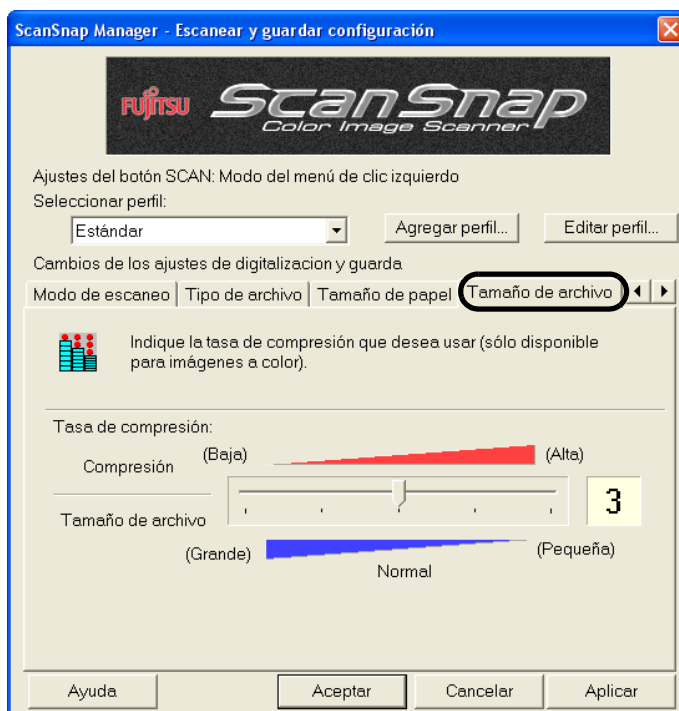 ScanSnap Manager - Escanear y guardar configuración
FUJITSU ScanSnap
Color Image Scanner
Ajustes del botón SCAN: Modo del menú de clic izquierdo
Seleccionar perfil:
Estándar Agregar perfil... Editar perfil...
Cambios de los ajustes de digitalizacion y guarda
Modo de escaneo Tipo de archivo Tamaño de papel Tamaño de archivo
Indique la tasa de compresión que desea usar (sólo disponible
para imágenes a color).
Tasa de compresión:
Compresión (Baja) (Alta)
3
Tamaño de archivo
(Grande) (Pequeña)
Normal
Ayuda Aceptar Cancelar Aplicar